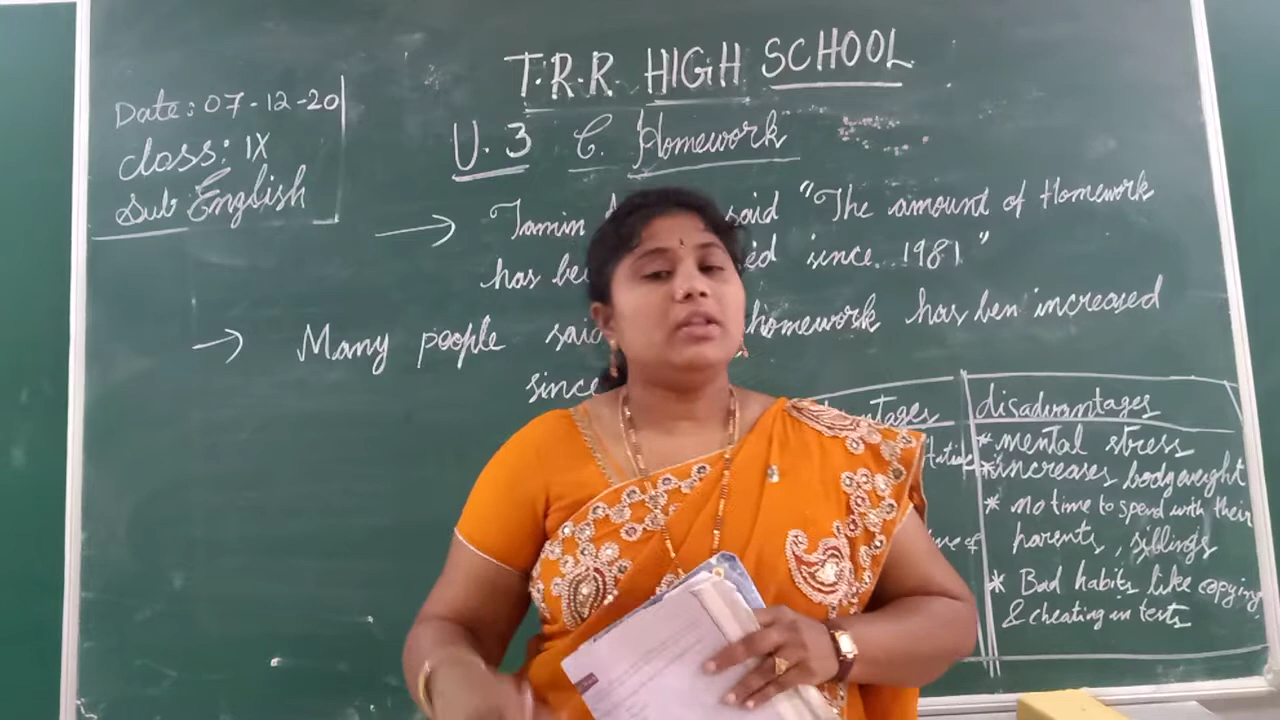 T.R.R. HIGH SCHOOL
Date: 07-12-20
class: IX
Sub English
U.3 C. Homework
→ Tamin said "The amount of Homework
has ed since 1981"
→ Many people said homework has ben increased
since
disadvantages
* mental stress
* increases bodyweight
* no time to spend with their
parents, siblings
* Bad habits like copying
& cheating in tests